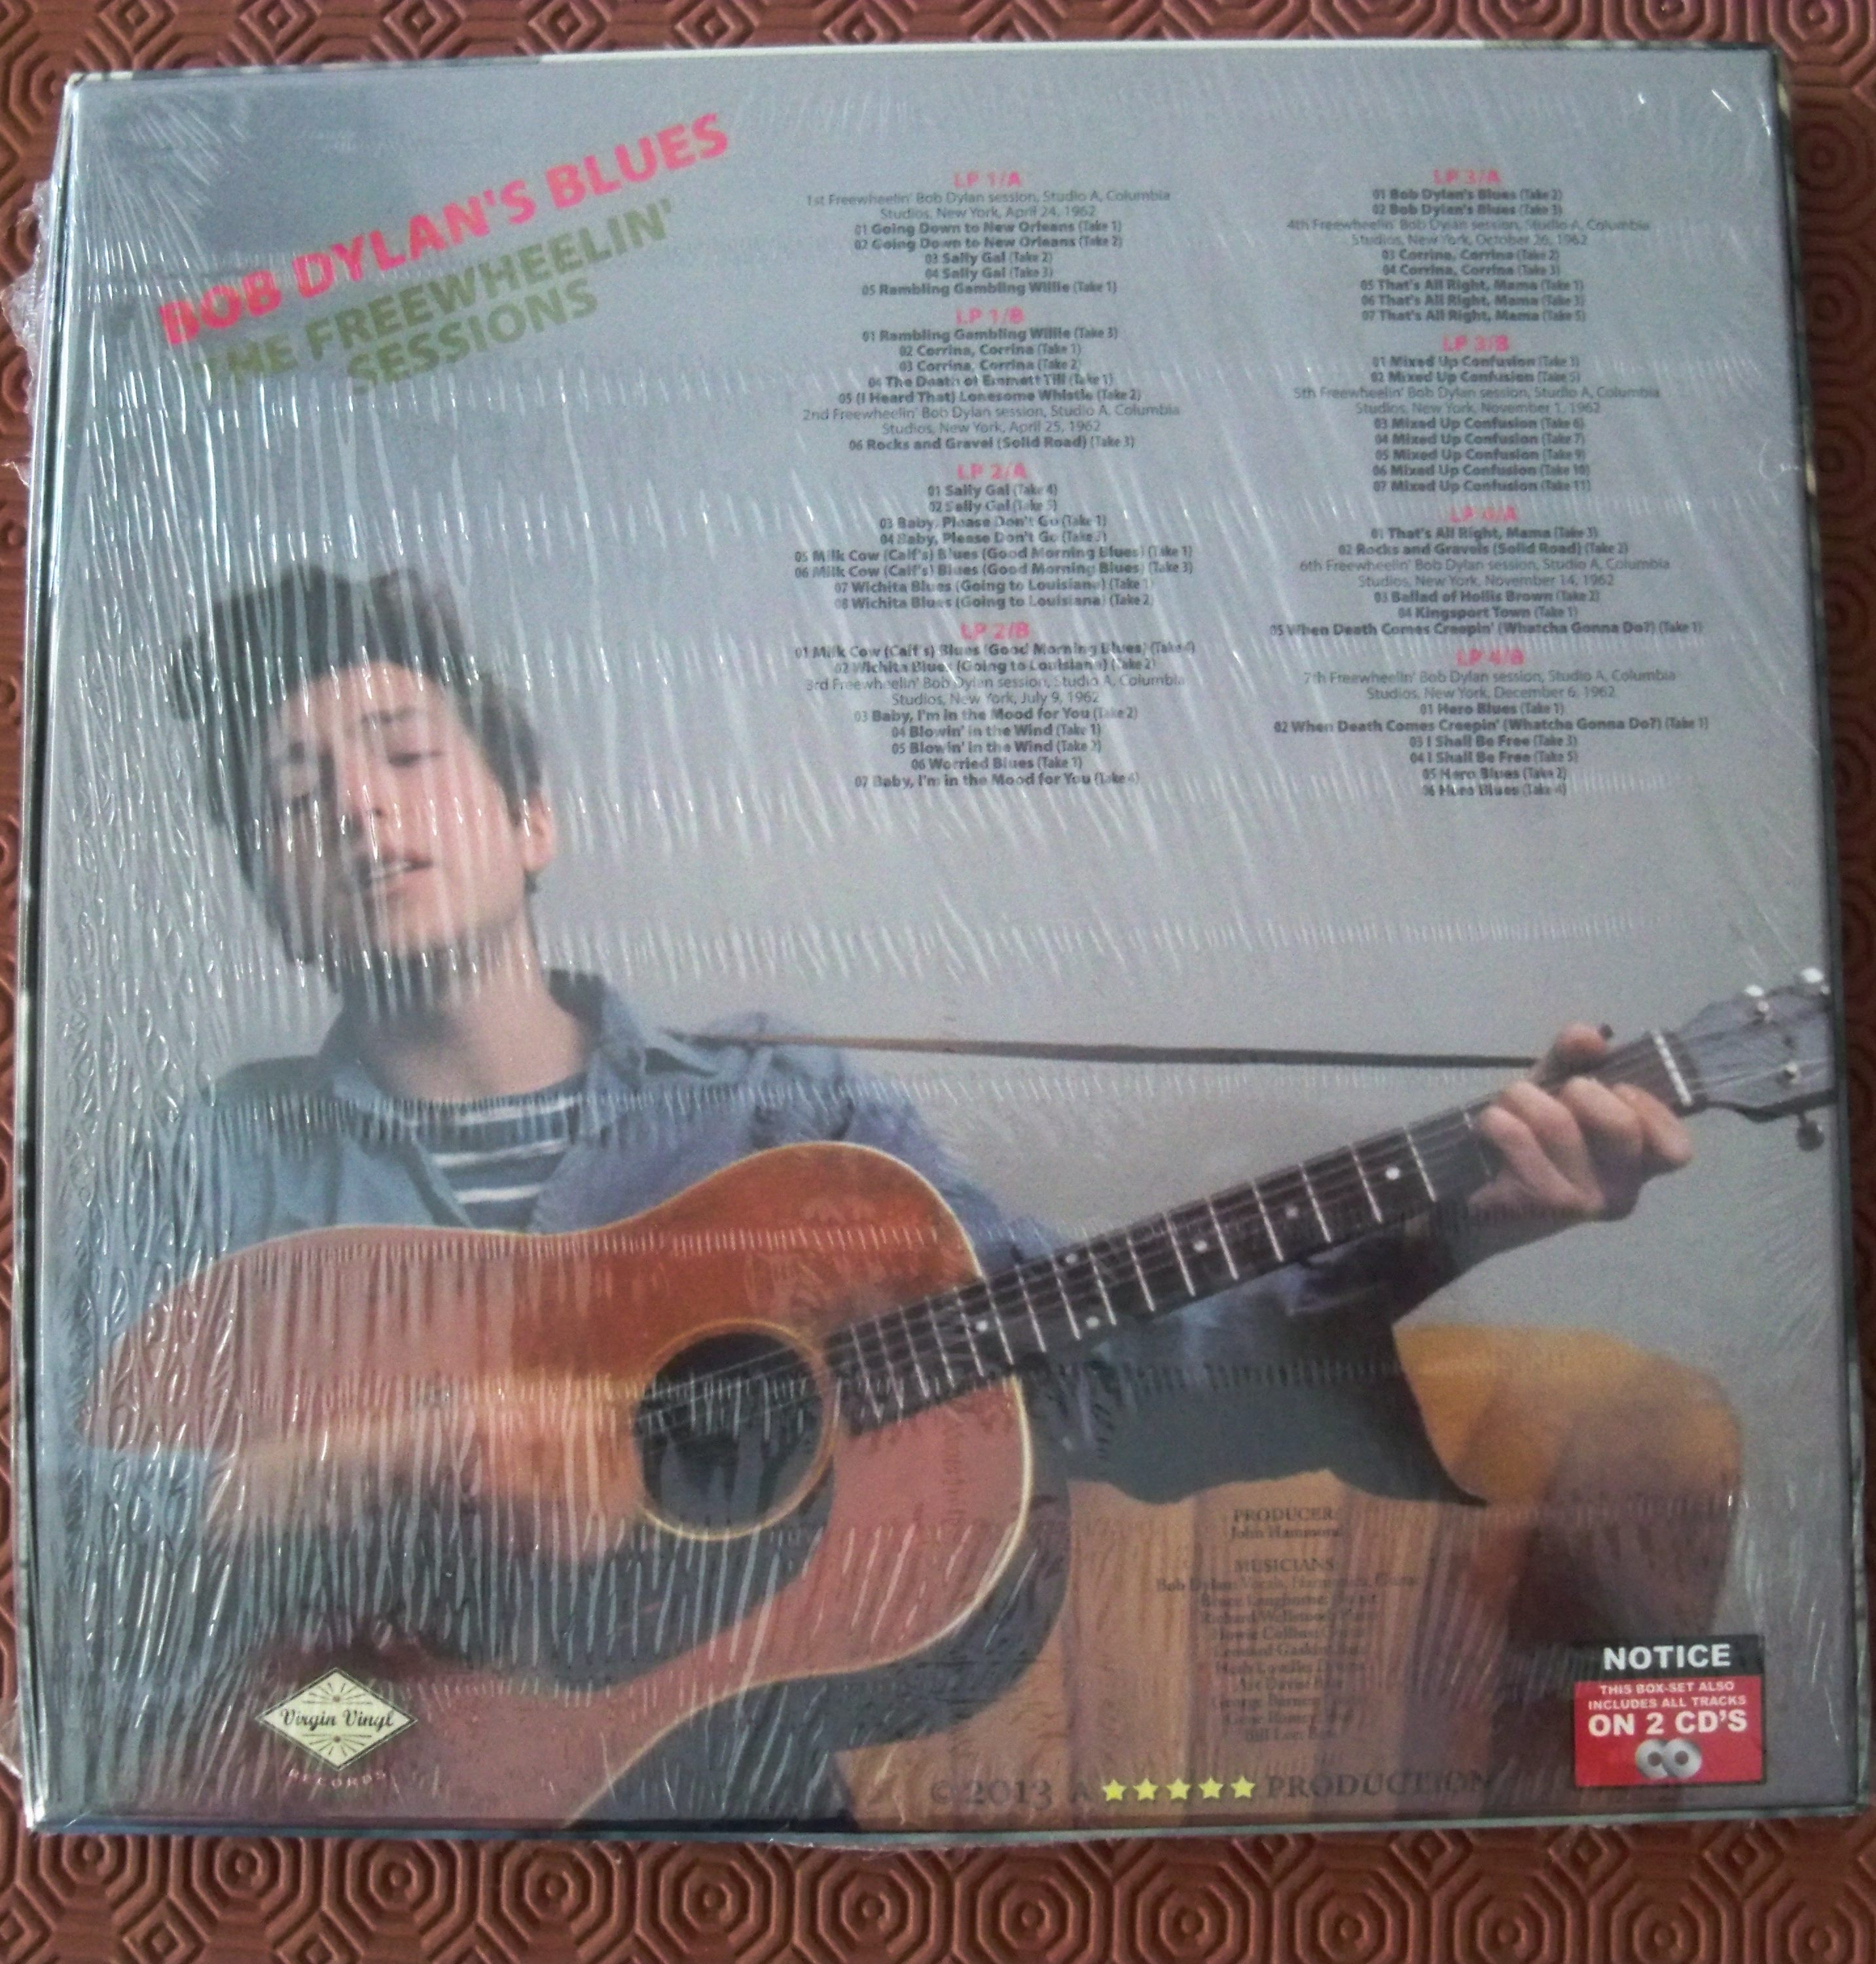 BOB DYLAN'S BLUES
THE FREEWHEELIN'
SESSIONS
LP 1/A
1st Freewheelin' Bob Dylan session, Studio A, Columbia
Studios, New York, April 24, 1962
01 Going Down to New Orleans (Take 1)
02 Going Down to New Orleans (Take 2)
03 Sally Gal (Take 2)
04 Sally Gal (Take 3)
05 Rambling Gambling Willie (Take 1)
LP 1/B
01 Rambling Gambling Willie (Take 3)
02 Corrina, Corrina (Take 1)
03 Corrina, Corrina (Take 2)
04 The Death of Emmett Till (Take 1)
05 (I Heard That) Lonesome Whistle (Take 2)
2nd Freewheelin' Bob Dylan session, Studio A, Columbia
Studios, New York, April 25, 1962
06 Rocks and Gravel (Solid Road) (Take 3)
LP 2/A
01 Sally Gal (Take 4)
02 Sally Gal (Take 5)
03 Baby, Please Don't Go (Take 1)
04 Baby, Please Don't Go (Take
05 Milk Cow (Calf's) Blues (Good Morning Blues) (Take 1)
06 Milk Cow (Calf's) Blues (Good Morning Blues) (Take 3)
07 Wichita Blues (Going to Louisiana) (Take 1)
08 Wichita Blues (Going to Louisiana) (Take 2)
LP 2/B
01 Milk Cow (Calf's) Blues (Good Morning Blues) (Take 4)
02 Wichita Blues (Going to Louisiana) (Take 2)
3rd Freewheelin' Bob Dylan session, Studio A, Columbia
Studios, New York, July 9, 1962
03 Baby, I'm in the Mood for You (Take 2)
04 Blowin' in the Wind (Take 1)
05 Blowin' in the Wind (Take 2)
06 Worried Blues (Take 1)
07 Baby, I'm in the Mood for You (Take 4)
LP 3/A
01 Bob Dylan's Blues (Take 2)
02 Bob Dylan's Blues (Take 3)
4th Freewheelin' Bob Dylan session, Studio A, Columbia
Studios, New York, October 26, 1962
03 Corrina, Corrina (Take 2)
04 Corrina, Corrina (Take 3)
05 That's All Right, Mama (Take 1)
06 That's All Right, Mama (Take 3)
07 That's All Right, Mama (Take 5)
LP 3/B
01 Mixed Up Confusion (Take 3)
02 Mixed Up Confusion (Take 5)
5th Freewheelin' Bob Dylan session, Studio A, Columbia
Studios, New York, November 1, 1962
03 Mixed Up Confusion (Take 6)
04 Mixed Up Confusion (Take 7)
05 Mixed Up Confusion (Take 9)
06 Mixed Up Confusion (Take 10)
07 Mixed Up Confusion (Take 11)
LP 4/A
01 That's All Right, Mama (Take 3)
02 Rocks and Gravels (Solid Road) (Take 2)
6th Freewheelin' Bob Dylan session, Studio A, Columbia
Studios, New York, November 14, 1962
03 Ballad of Hollis Brown (Take 2)
04 Kingsport Town (Take 1)
05 When Death Comes Creepin' (Whatcha Gonna Do?) (Take 1)
LP 4/B
7th Freewheelin' Bob Dylan session, Studio A, Columbia
Studios, New York, December 6, 1962
01 Hero Blues (Take 1)
02 When Death Comes Creepin' (Whatcha Gonna Do?) (Take 1)
03 I Shall Be Free (Take 3)
04 I Shall Be Free (Take 5)
05 Hero Blues (Take 2)
06 Hero Blues (Take 4)
PRODUCER:
John Hammond
MUSICIANS
Bob Dylan: Vocals, Harmonica, Guitar
Virgin Vinyl
RECORDS
© 2013 A ★★★★★ PRODUCTION
NOTICE
THIS BOX-SET ALSO
INCLUDES ALL TRACKS
ON 2 CD'S